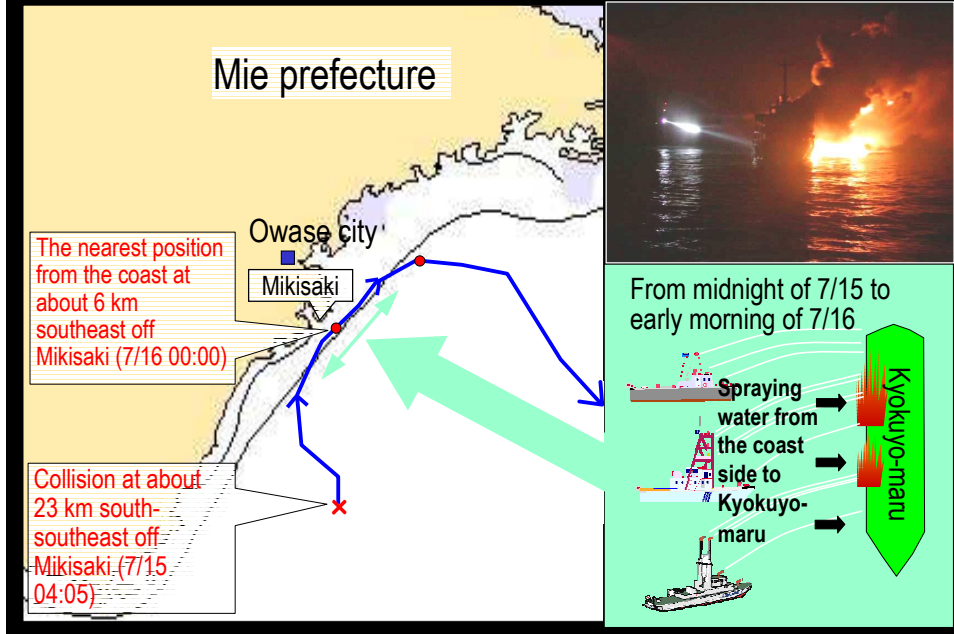 Mie prefecture
Owase city
Mikisaki
The nearest position
from the coast at
about 6 km
southeast off
Mikisaki (7/16 00:00)
Collision at about
23 km south-
southeast off
Mikisaki (7/15
04:05)
From midnight of 7/15 to
early morning of 7/16
Spraying
water from
the coast
side to
Kyokuyo-
maru
Kyokuyo-maru